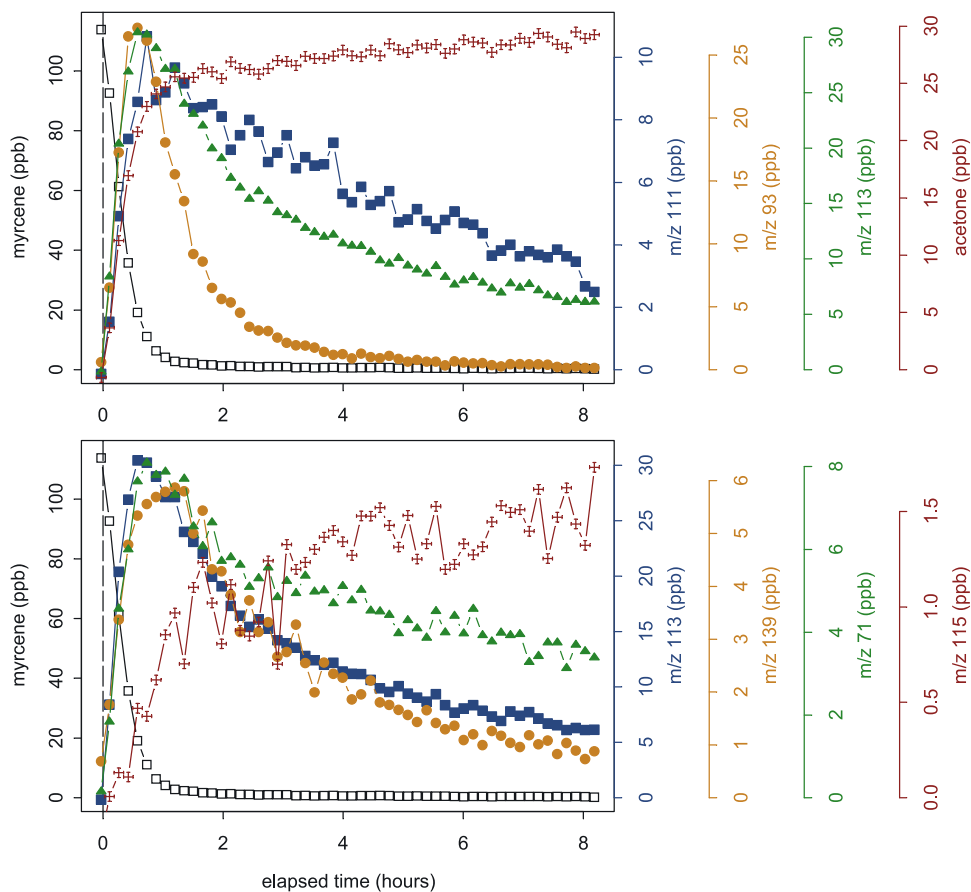 myrcene (ppb)
0 20 40 60 80 100
0 2 4 6 8
m/z 111 (ppb)
0 2 4 6 8 10
m/z 93 (ppb)
0 5 10 15 20 25
m/z 113 (ppb)
0 5 10 15 20 25 30
acetone (ppb)
0 5 10 15 20 25 30
myrcene (ppb)
0 20 40 60 80 100
0 2 4 6 8
elapsed time (hours)
m/z 113 (ppb)
0 5 10 15 20 25 30
m/z 139 (ppb)
0 1 2 3 4 5 6
m/z 71 (ppb)
0 2 4 6 8
m/z 115 (ppb)
0.0 0.5 1.0 1.5